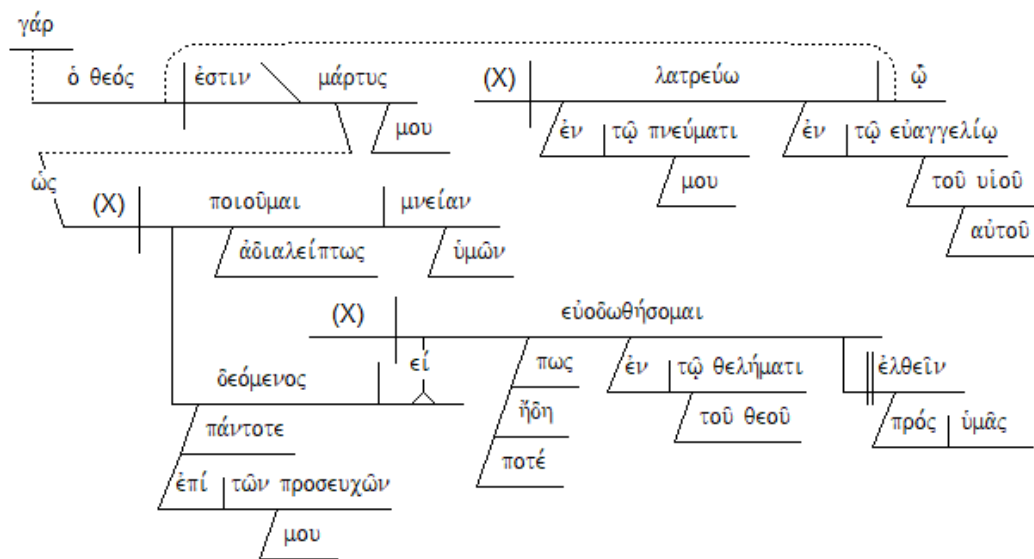 γάρ
ὁ θεός ἐστιν μάρτυς (X) λατρεύω ᾧ
μου ἐν τῷ πνεύματι ἐν τῷ εὐαγγελίῳ
ὡς μου τοῦ υἱοῦ
(X) ποιοῦμαι μνείαν αὐτοῦ
ἀδιαλείπτως ὑμῶν
(X) εὐοδωθήσομαι
δεόμενος εἰ πως ἐν τῷ θελήματι ἐλθεῖν
πάντοτε ἤδη τοῦ θεοῦ πρός ὑμᾶς
ἐπί τῶν προσευχῶν ποτέ
μου